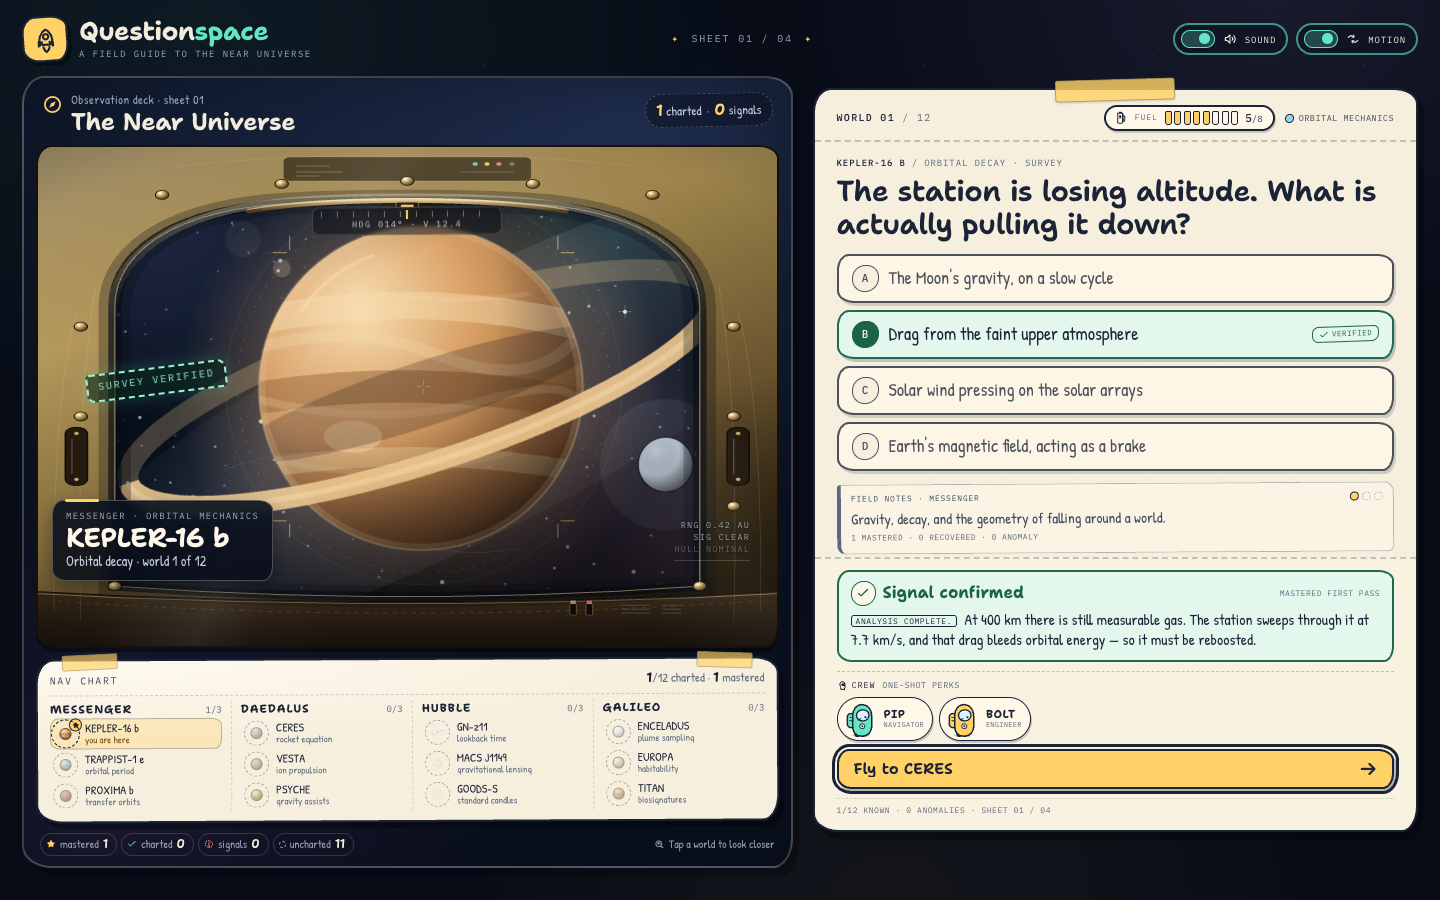 Questionspace
A FIELD GUIDE TO THE NEAR UNIVERSE
SHEET 01 / 04
SOUND
MOTION
Observation deck · sheet 01
The Near Universe
1 charted · 0 signals
HDG 014° · V 12.4
SURVEY VERIFIED
MESSENGER · ORBITAL MECHANICS
KEPLER-16 b
Orbital decay · world 1 of 12
RNG 0.42 AU
SIG CLEAR
HULL NOMINAL
NAV CHART
1/12 charted · 1 mastered
MESSENGER 1/3
KEPLER-16 b
you are here
TRAPPIST-1 e
orbital period
PROXIMA b
transfer orbits
DAEDALUS 0/3
CERES
rocket equation
VESTA
ion propulsion
PSYCHE
gravity assists
HUBBLE 0/3
GN-z11
lookback time
MACS J1149
gravitational lensing
GOODS-S
standard candles
GALILEO 0/3
ENCELADUS
plume sampling
EUROPA
habitability
TITAN
biosignatures
mastered 1
charted 0
signals 0
uncharted 11
Tap a world to look closer
WORLD 01 / 12
FUEL 5/8
ORBITAL MECHANICS
KEPLER-16 B / ORBITAL DECAY · SURVEY
The station is losing altitude. What is
actually pulling it down?
A The Moon's gravity, on a slow cycle
B Drag from the faint upper atmosphere VERIFIED
C Solar wind pressing on the solar arrays
D Earth's magnetic field, acting as a brake
FIELD NOTES · MESSENGER
Gravity, decay, and the geometry of falling around a world.
1 MASTERED · 0 RECOVERED · 0 ANOMALY
Signal confirmed MASTERED FIRST PASS
ANALYSIS COMPLETE. At 400 km there is still measurable gas. The station sweeps through it at
7.7 km/s, and that drag bleeds orbital energy — so it must be reboosted.
CREW ONE-SHOT PERKS
PIP
NAVIGATOR
BOLT
ENGINEER
Fly to CERES
1/12 KNOWN · 0 ANOMALIES · SHEET 01 / 04